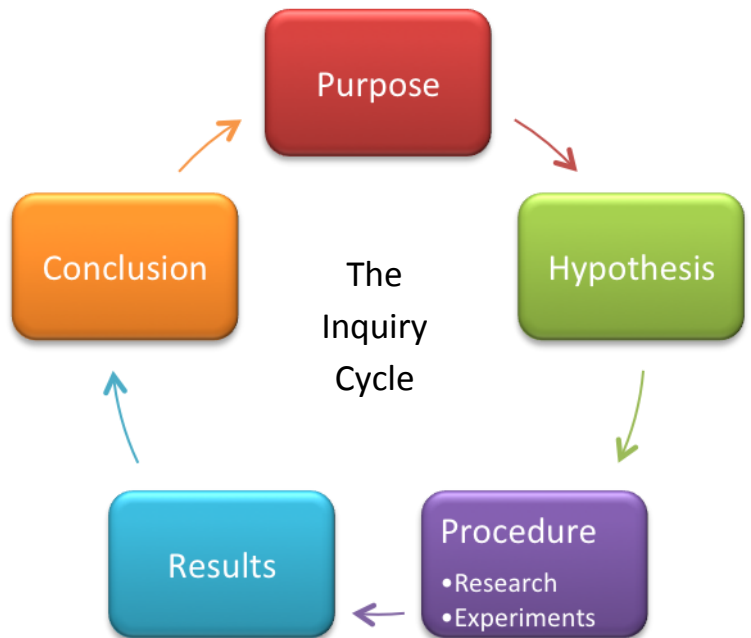 Purpose
Hypothesis
Procedure
•Research
•Experiments
Results
Conclusion
The
Inquiry
Cycle